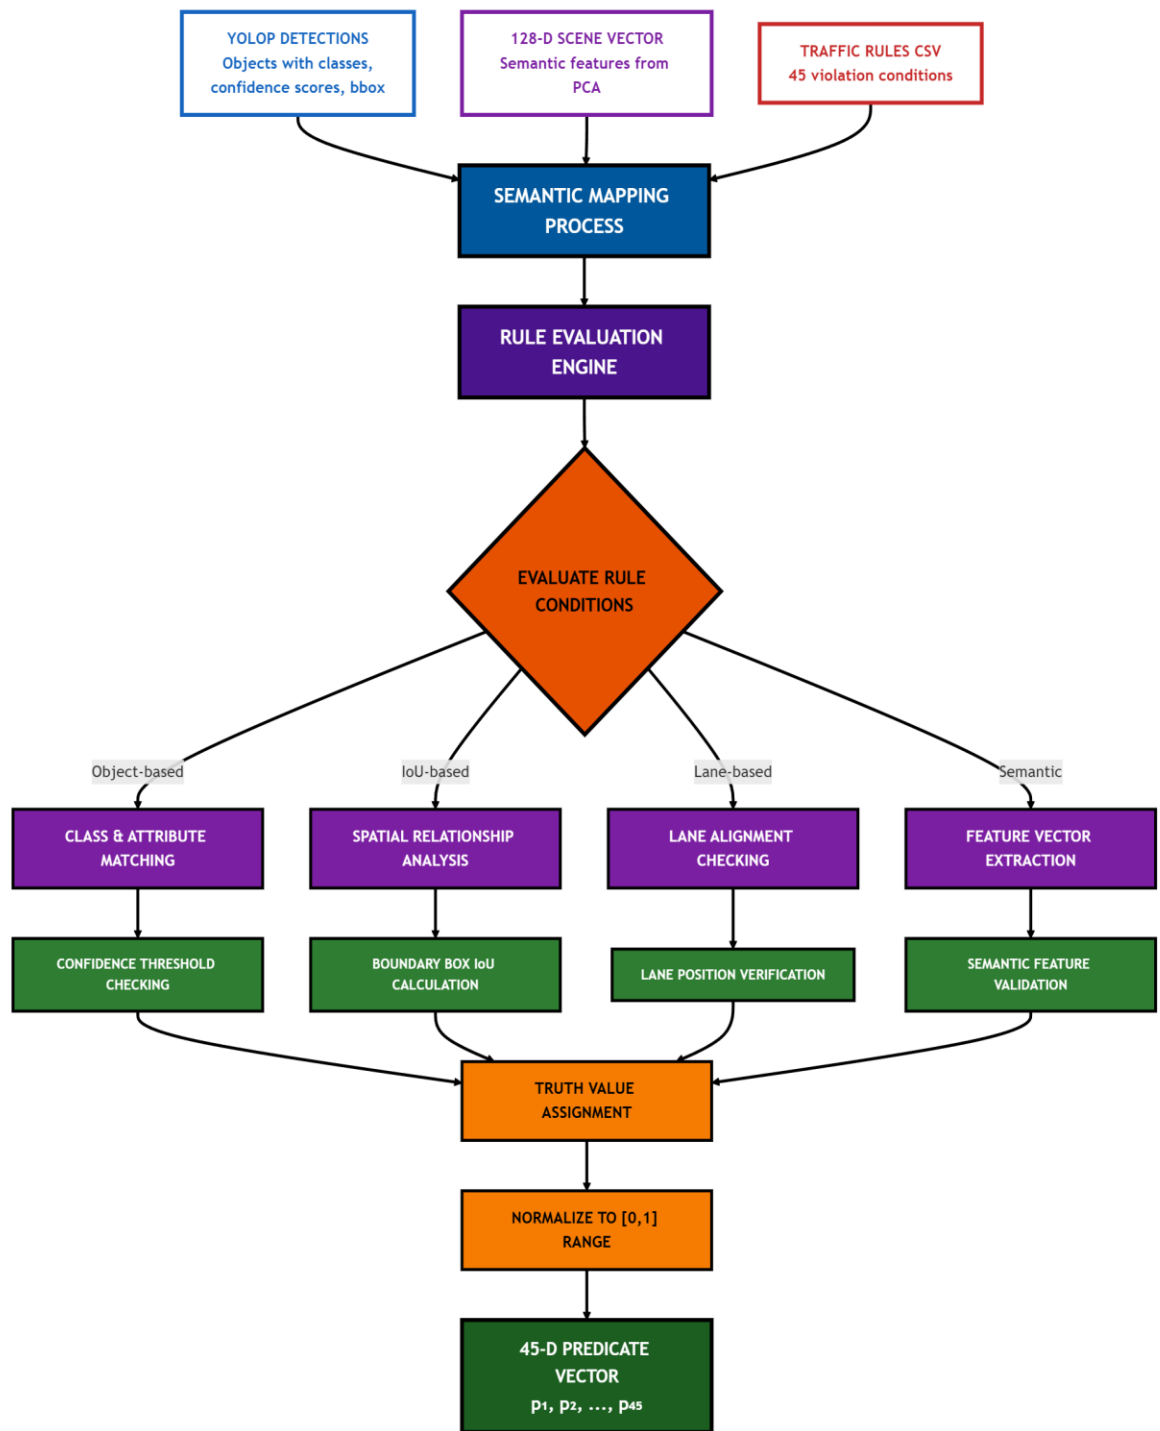 YOLOP DETECTIONS
Objects with classes,
confidence scores, bbox
128-D SCENE VECTOR
Semantic features from
PCA
TRAFFIC RULES CSV
45 violation conditions
SEMANTIC MAPPING
PROCESS
RULE EVALUATION
ENGINE
EVALUATE RULE
CONDITIONS
Object-based
IoU-based
Lane-based
Semantic
CLASS & ATTRIBUTE
MATCHING
SPATIAL RELATIONSHIP
ANALYSIS
LANE ALIGNMENT
CHECKING
FEATURE VECTOR
EXTRACTION
CONFIDENCE THRESHOLD
CHECKING
BOUNDARY BOX IoU
CALCULATION
LANE POSITION VERIFICATION
SEMANTIC FEATURE
VALIDATION
TRUTH VALUE
ASSIGNMENT
NORMALIZE TO [0,1]
RANGE
45-D PREDICATE
VECTOR
p₁, p₂, ..., p₄₅